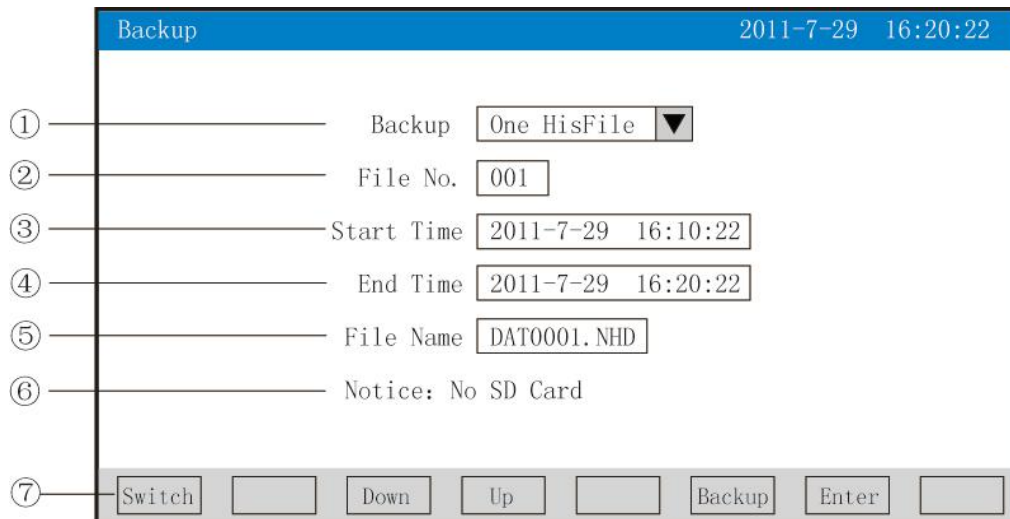 Backup 2011-7-29 16:20:22
① Backup One HisFile ▼
② File No. 001
③ Start Time 2011-7-29 16:10:22
④ End Time 2011-7-29 16:20:22
⑤ File Name DAT0001.NHD
⑥ Notice: No SD Card
⑦ Switch Down Up Backup Enter